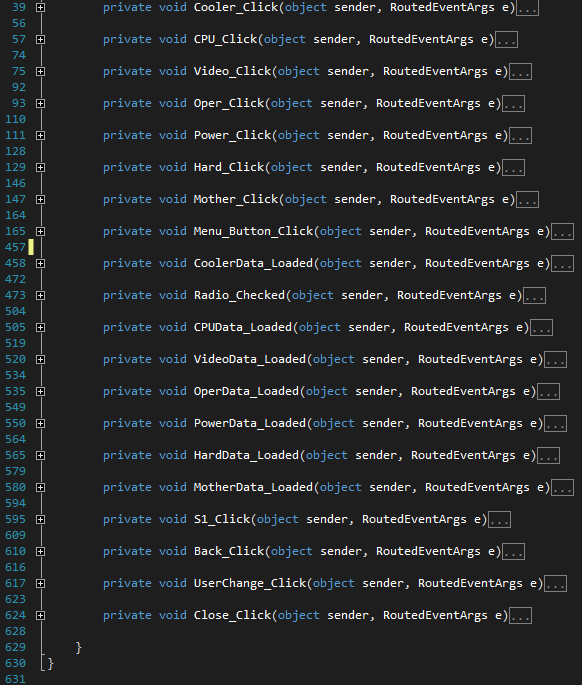 39 private void Cooler_Click(object sender, RoutedEventArgs e)...
56
57 private void CPU_Click(object sender, RoutedEventArgs e)...
74
75 private void Video_Click(object sender, RoutedEventArgs e)...
92
93 private void Oper_Click(object sender, RoutedEventArgs e)...
110
111 private void Power_Click(object sender, RoutedEventArgs e)...
128
129 private void Hard_Click(object sender, RoutedEventArgs e)...
146
147 private void Mother_Click(object sender, RoutedEventArgs e)...
164
165 private void Menu_Button_Click(object sender, RoutedEventArgs e)...
457
458 private void CoolerData_Loaded(object sender, RoutedEventArgs e)...
472
473 private void Radio_Checked(object sender, RoutedEventArgs e)...
504
505 private void CPUData_Loaded(object sender, RoutedEventArgs e)...
519
520 private void VideoData_Loaded(object sender, RoutedEventArgs e)...
534
535 private void OperData_Loaded(object sender, RoutedEventArgs e)...
549
550 private void PowerData_Loaded(object sender, RoutedEventArgs e)...
564
565 private void HardData_Loaded(object sender, RoutedEventArgs e)...
579
580 private void MotherData_Loaded(object sender, RoutedEventArgs e)...
594
595 private void S1_Click(object sender, RoutedEventArgs e)...
609
610 private void Back_Click(object sender, RoutedEventArgs e)...
616
617 private void UserChange_Click(object sender, RoutedEventArgs e)...
623
624 private void Close_Click(object sender, RoutedEventArgs e)...
628
629 }
630 }
631